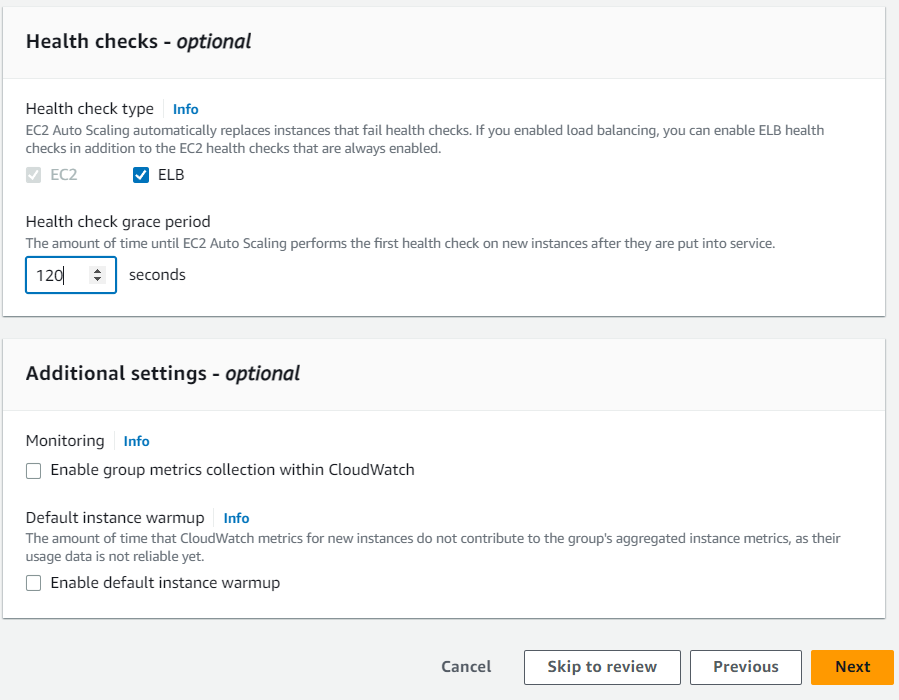 Health checks - optional
Health check type Info
EC2 Auto Scaling automatically replaces instances that fail health checks. If you enabled load balancing, you can enable ELB health
checks in addition to the EC2 health checks that are always enabled.
EC2 ELB
Health check grace period
The amount of time until EC2 Auto Scaling performs the first health check on new instances after they are put into service.
120 seconds
Additional settings - optional
Monitoring Info
Enable group metrics collection within CloudWatch
Default instance warmup Info
The amount of time that CloudWatch metrics for new instances do not contribute to the group's aggregated instance metrics, as their
usage data is not reliable yet.
Enable default instance warmup
Cancel Skip to review Previous Next